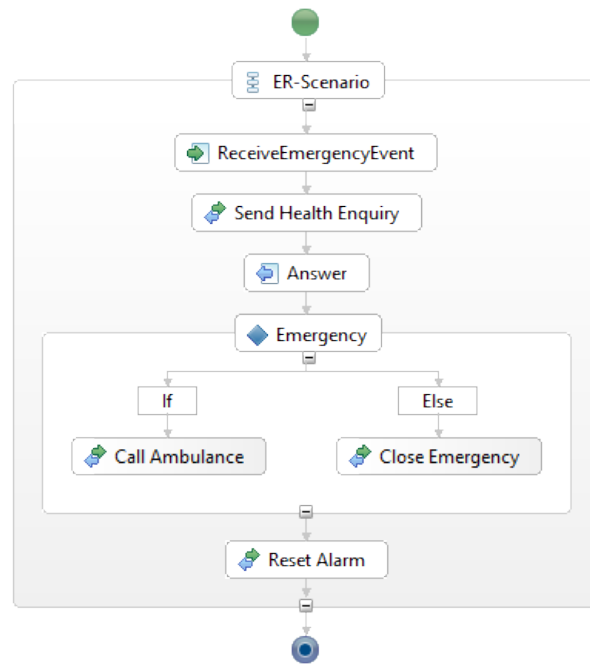 ER-Scenario
ReceiveEmergencyEvent
Send Health Enquiry
Answer
Emergency
If
Else
Call Ambulance
Close Emergency
Reset Alarm